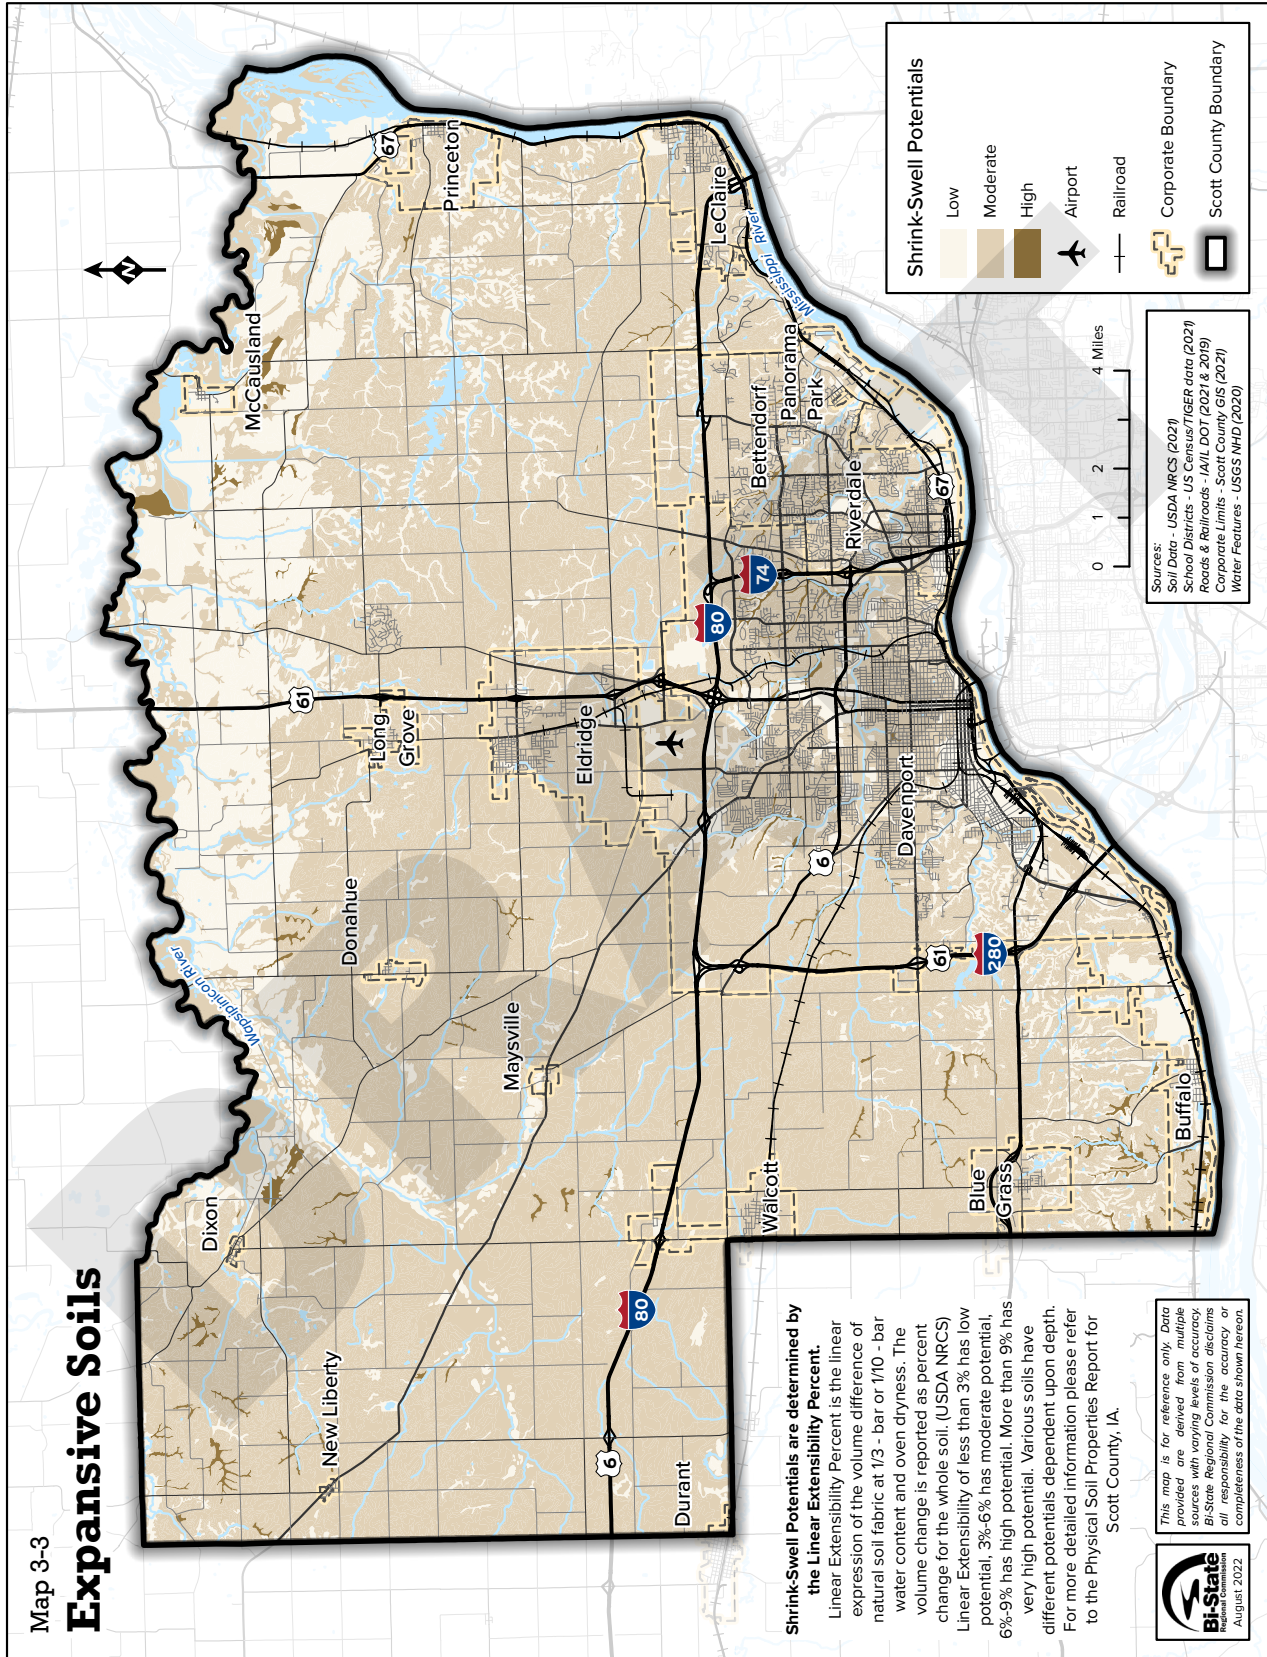 Map 3-3
Expansive Soils
N
Wapsipinicon River
Dixon
New Liberty
Donahue
Maysville
Long
Grove
Eldridge
McCausland
Princeton
LeClaire
Mississippi River
Panorama
Park
Bettendorf
Riverdale
Davenport
Durant
Walcott
Blue
Grass
Buffalo
61
67
80
74
80
6
6
61
280
67
DRAFT
Shrink-Swell Potentials are determined by
the Linear Extensibility Percent.
Linear Extensibility Percent is the linear
expression of the volume difference of
natural soil fabric at 1/3 - bar or 1/10 - bar
water content and oven dryness. The
volume change is reported as percent
change for the whole soil. (USDA NRCS)
Linear Extensibility of less than 3% has low
potential, 3%-6% has moderate potential,
6%-9% has high potential. More than 9% has
very high potential. Various soils have
different potentials dependent upon depth.
For more detailed information please refer
to the Physical Soil Properties Report for
Scott County, IA.
Bi-State
Regional Commission
August 2022
This map is for reference only. Data
provided are derived from multiple
sources with varying levels of accuracy.
Bi-State Regional Commission disclaims
all responsibility for the accuracy or
completeness of the data shown hereon.
0 1 2 4 Miles
Sources:
Soil Data - USDA NRCS (2021)
School Districts - US Census/TIGER data (2021)
Roads & Railroads - IA/IL DOT (2021 & 2019)
Corporate Limits - Scott County GIS (2021)
Water Features - USGS NHD (2020)
Shrink-Swell Potentials
Low
Moderate
High
Airport
Railroad
Corporate Boundary
Scott County Boundary